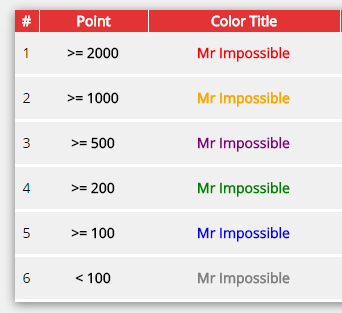 # Point Color Title
1 >= 2000 Mr Impossible
2 >= 1000 Mr Impossible
3 >= 500 Mr Impossible
4 >= 200 Mr Impossible
5 >= 100 Mr Impossible
6 < 100 Mr Impossible